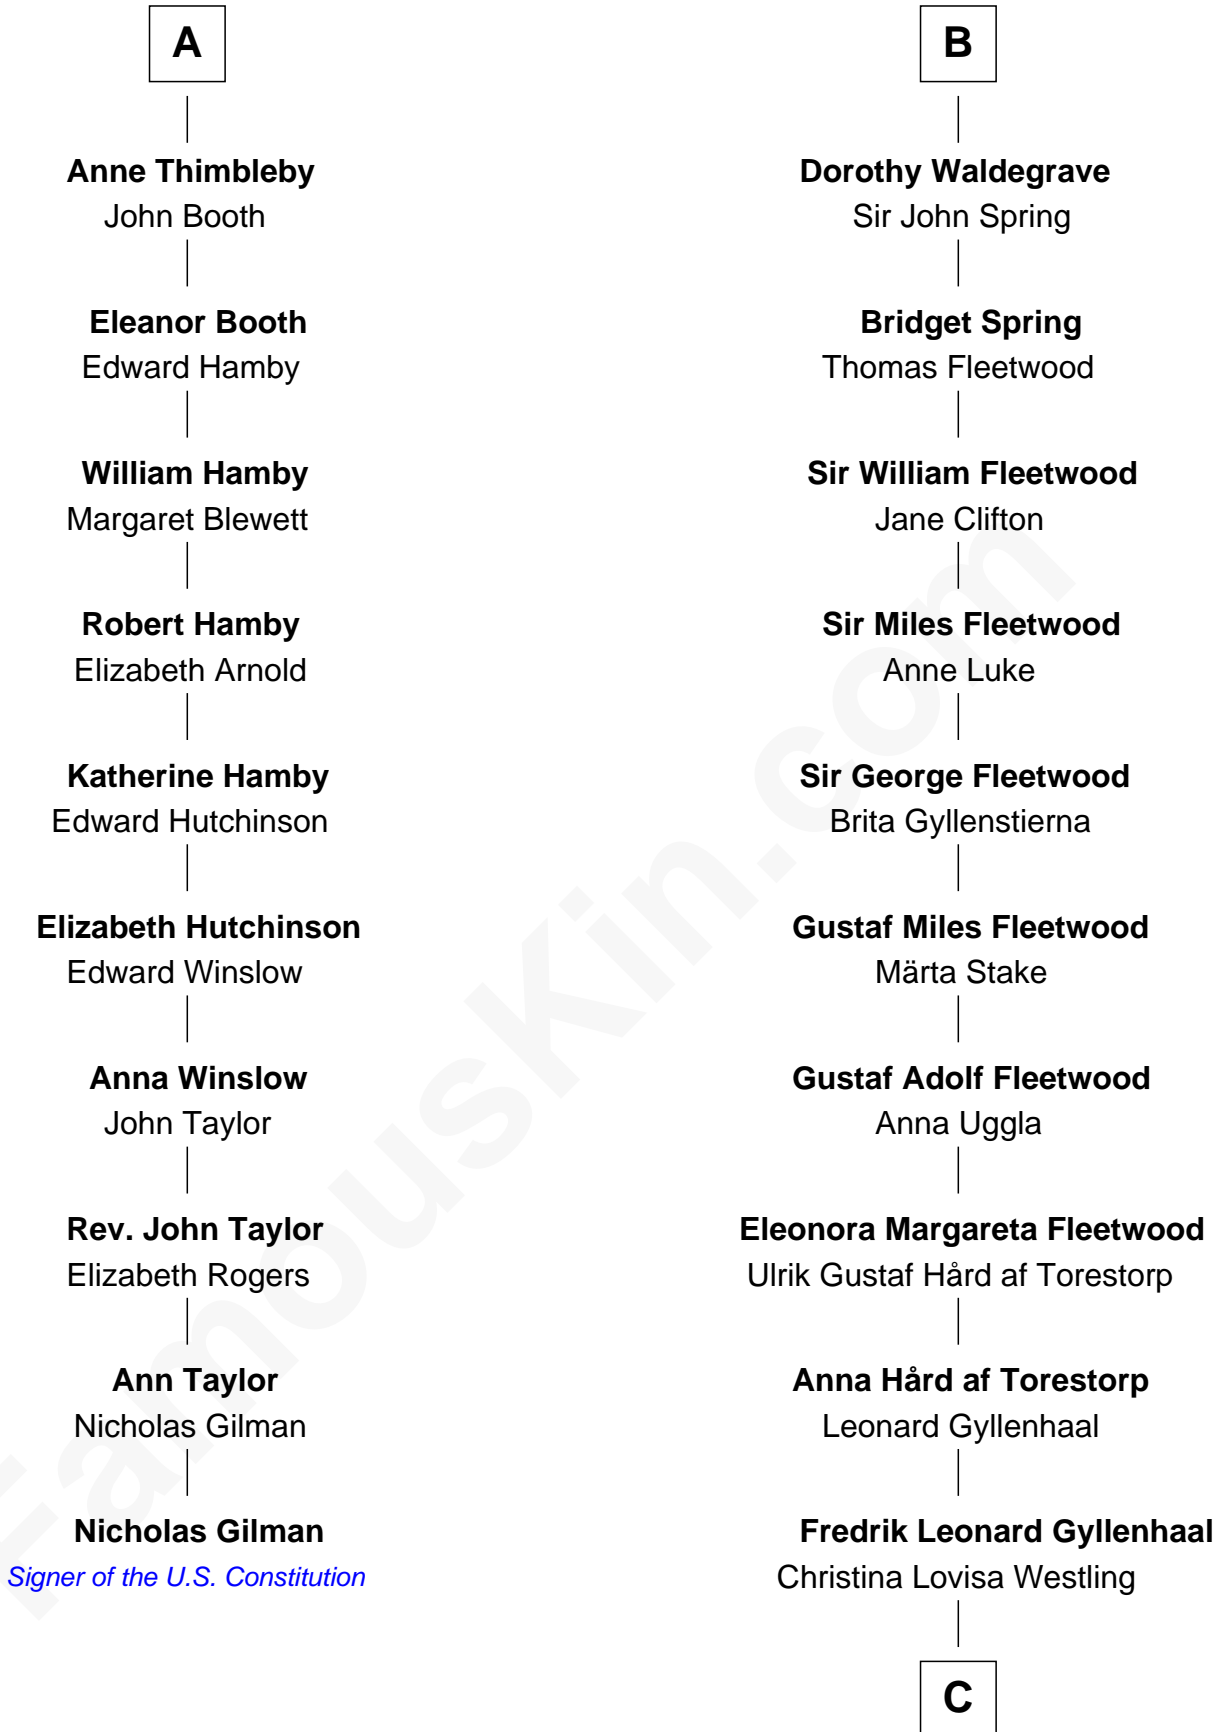 A
Anne Thimbleby
John Booth
Eleanor Booth
Edward Hamby
William Hamby
Margaret Blewett
Robert Hamby
Elizabeth Arnold
Katherine Hamby
Edward Hutchinson
Elizabeth Hutchinson
Edward Winslow
Anna Winslow
John Taylor
Rev. John Taylor
Elizabeth Rogers
Ann Taylor
Nicholas Gilman
Nicholas Gilman
Signer of the U.S. Constitution
B
Dorothy Waldegrave
Sir John Spring
Bridget Spring
Thomas Fleetwood
Sir William Fleetwood
Jane Clifton
Sir Miles Fleetwood
Anne Luke
Sir George Fleetwood
Brita Gyllenstierna
Gustaf Miles Fleetwood
Märta Stake
Gustaf Adolf Fleetwood
Anna Uggla
Eleonora Margareta Fleetwood
Ulrik Gustaf Hård af Torestorp
Anna Hård af Torestorp
Leonard Gyllenhaal
Fredrik Leonard Gyllenhaal
Christina Lovisa Westling
C
FamousKin.com